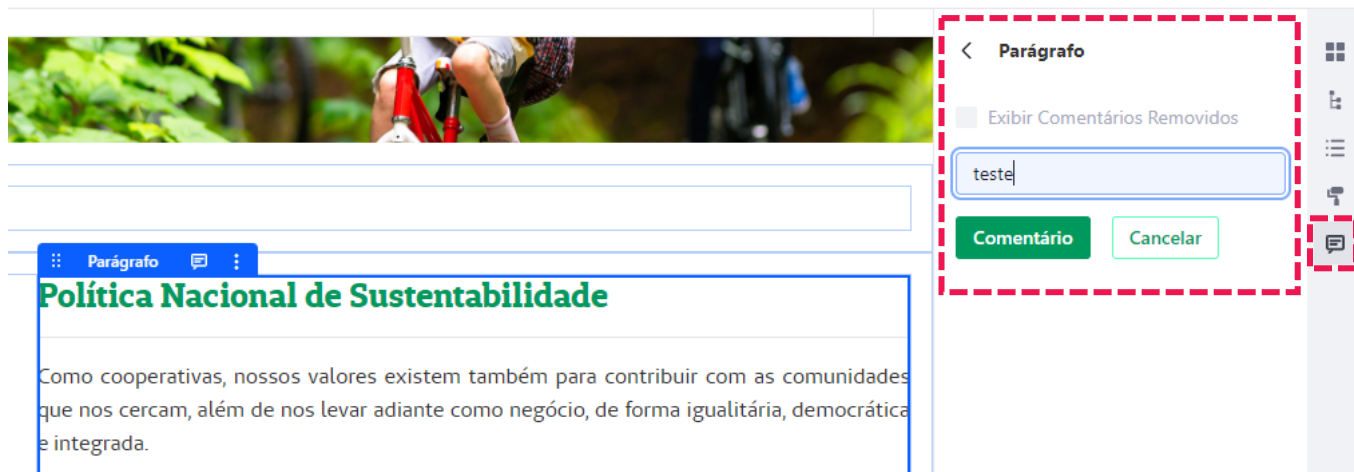 Parágrafo
Exibir Comentários Removidos
teste
Comentário
Cancelar
Parágrafo
Política Nacional de Sustentabilidade
Como cooperativas, nossos valores existem também para contribuir com as comunidades
que nos cercam, além de nos levar adiante como negócio, de forma igualitária, democrática
e integrada.